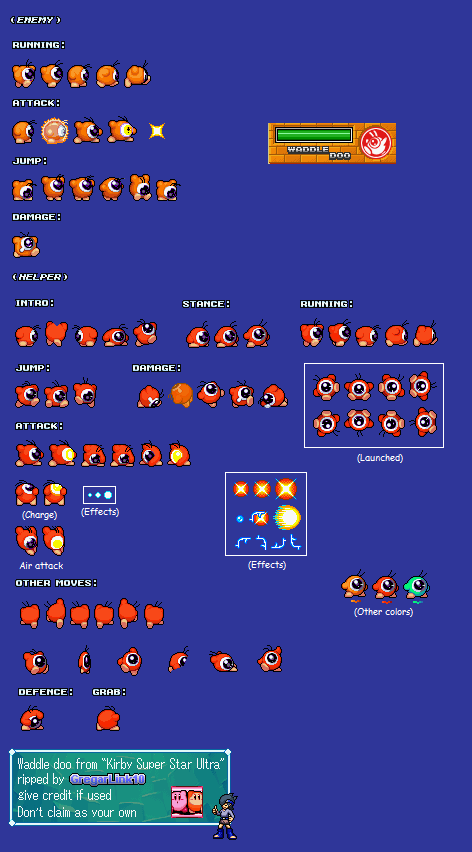 (ENEMY)
RUNNING:
ATTACK:
WADDLE
DOO
JUMP:
DAMAGE:
(HELPER)
INTRO:
STANCE:
RUNNING:
JUMP:
DAMAGE:
(Launched)
ATTACK:
(Charge)
(Effects)
Air attack
(Effects)
OTHER MOVES:
(Other colors)
DEFENCE:
GRAB:
Waddle doo from “Kirby Super Star Ultra”
ripped by GregarLink10
give credit if used
Don't claim as your own